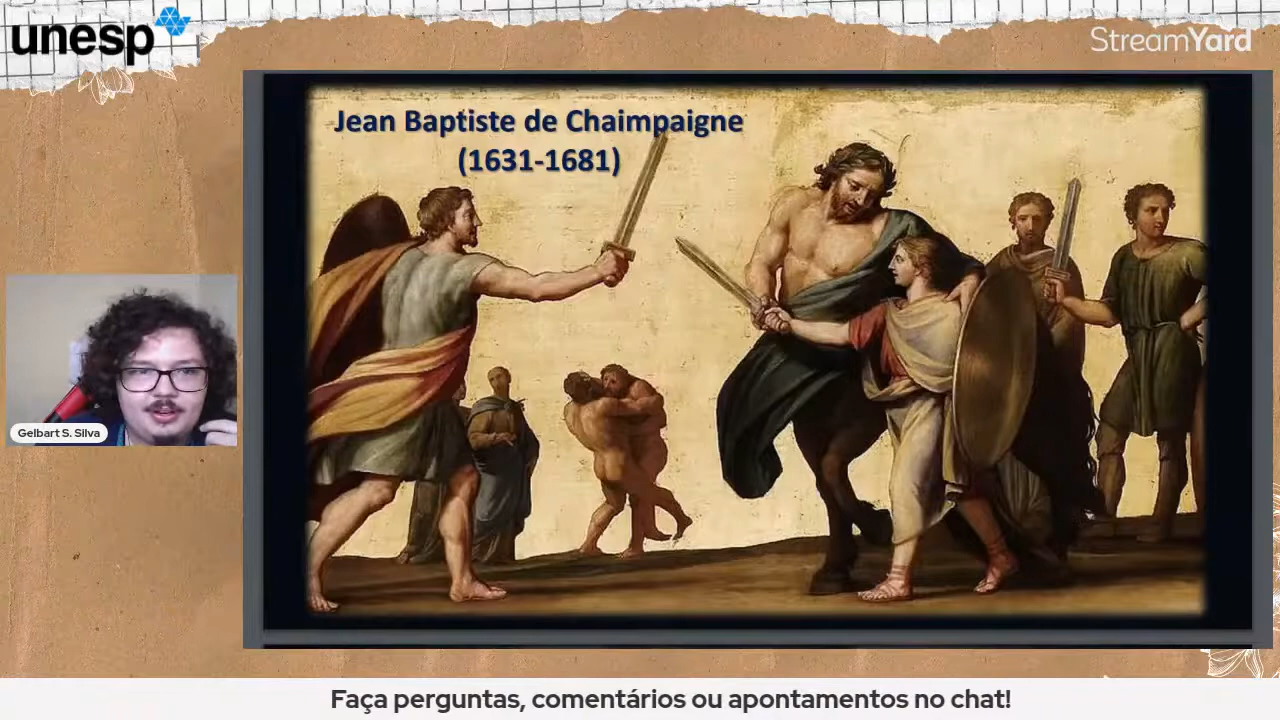 unesp
StreamYard
Jean Baptiste de Chaimpaigne
(1631-1681)
Gelbart S. Silva
Faça perguntas, comentários ou apontamentos no chat!